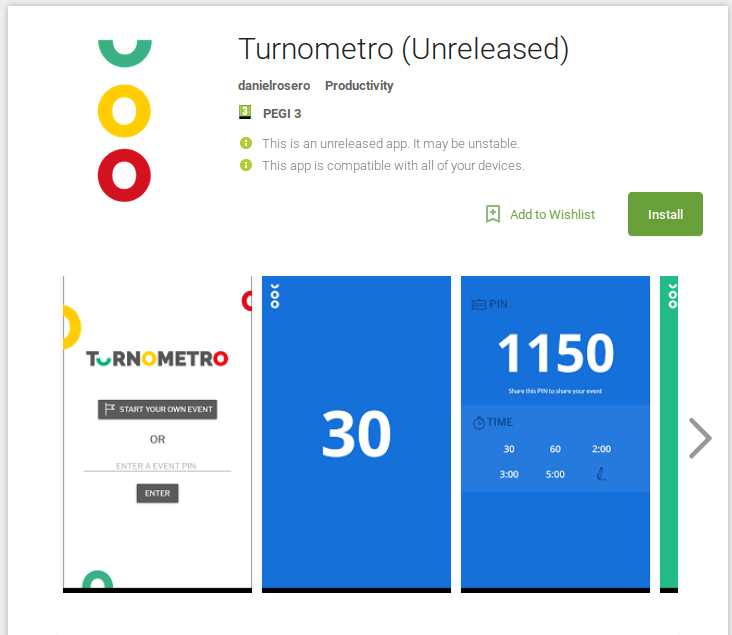 Turnometro (Unreleased)
danielrosero Productivity
3 PEGI 3
This is an unreleased app. It may be unstable.
This app is compatible with all of your devices.
Add to Wishlist
Install
TURNOMETRO
START YOUR OWN EVENT
OR
ENTER A EVENT PIN
ENTER
30
PIN
1150
Share this PIN to share your event
TIME
30 60 2:00
3:00 5:00